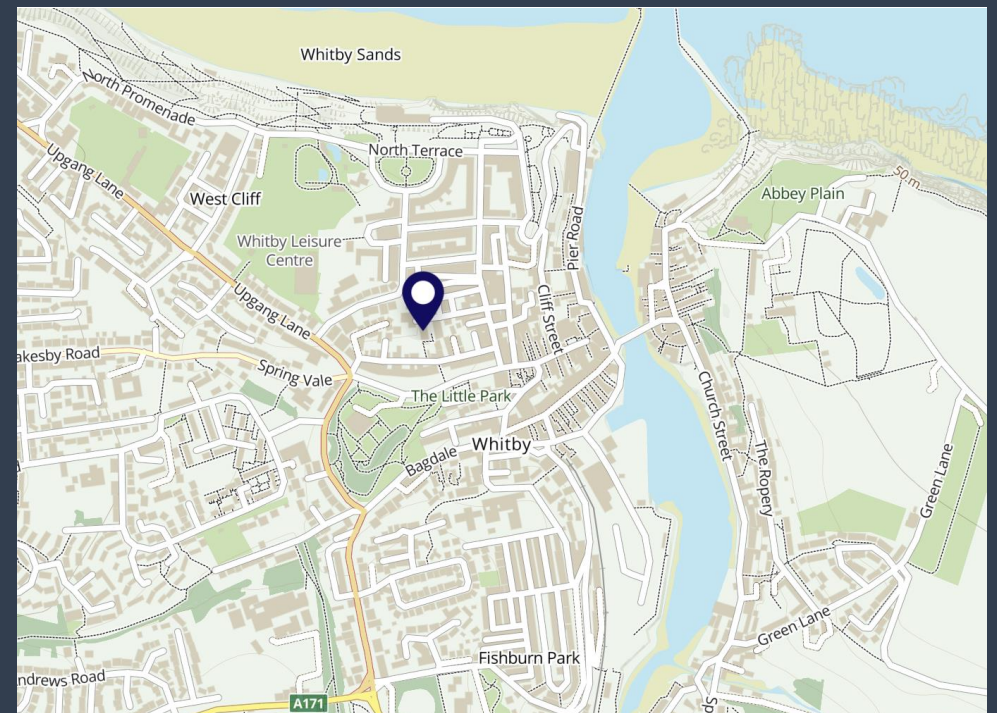 Whitby Sands
North Promenade
North Terrace
Upgang Lane
West Cliff
Abbey Plain
50 m
Pier Road
Whitby Leisure
Centre
Cliff Street
Upgang Lane
akesby Road
Spring Vale
The Little Park
Church Street
Whitby
Bagdale
The Ropery
Green Lane
Green Lane
Fishburn Park
ndrews Road
A171
Sp